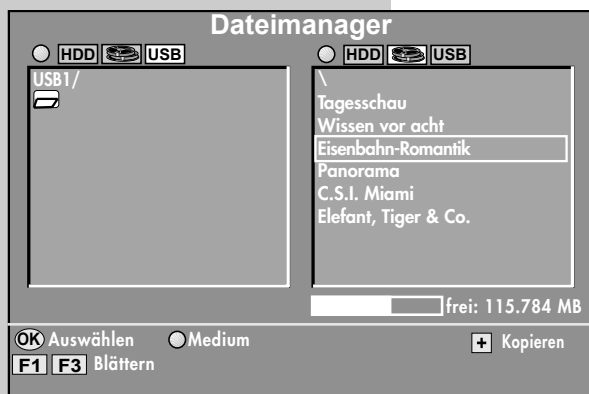 Dateimanager
HDD USB
USB1/
HDD USB
\
Tagesschau
Wissen vor acht
Eisenbahn-Romantik
Panorama
C.S.I. Miami
Elefant, Tiger & Co.
frei: 115.784 MB
OK Auswählen Medium + Kopieren
F1 F3 Blättern